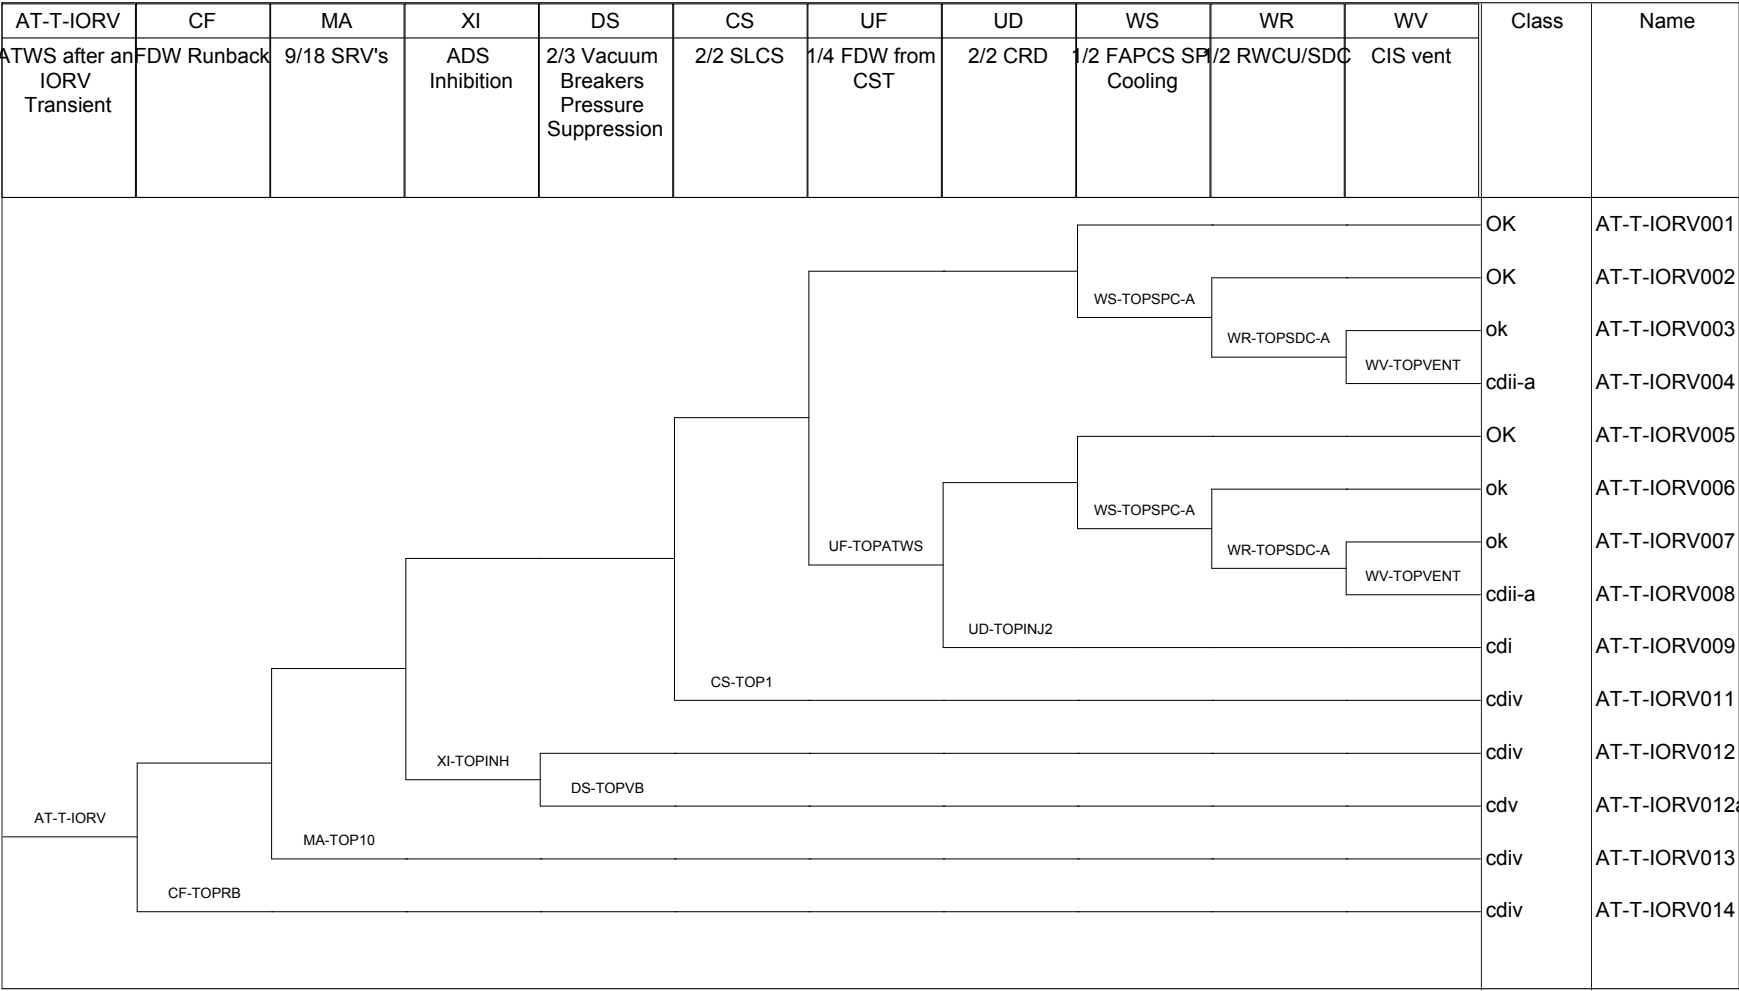 AT-T-IORV CF MA XI DS CS UF UD WS WR WV Class Name
ATWS after an FDW Runback 9/18 SRV's ADS 2/3 Vacuum 2/2 SLCS 1/4 FDW from 2/2 CRD 1/2 FAPCS SP 1/2 RWCU/SDC CIS vent
IORV Inhibition Breakers CST Cooling
Transient Pressure
Suppression
OK AT-T-IORV001
OK AT-T-IORV002
WS-TOPSPC-A
ok AT-T-IORV003
WR-TOPSDC-A
WV-TOPVENT
cdii-a AT-T-IORV004
OK AT-T-IORV005
ok AT-T-IORV006
WS-TOPSPC-A
ok AT-T-IORV007
UF-TOPATWS
WR-TOPSDC-A
WV-TOPVENT
cdii-a AT-T-IORV008
UD-TOPINJ2
cdi AT-T-IORV009
CS-TOP1
cdiv AT-T-IORV011
cdiv AT-T-IORV012
XI-TOPINH
DS-TOPVB
cdv AT-T-IORV012a
AT-T-IORV
MA-TOP10
cdiv AT-T-IORV013
CF-TOPRB
cdiv AT-T-IORV014